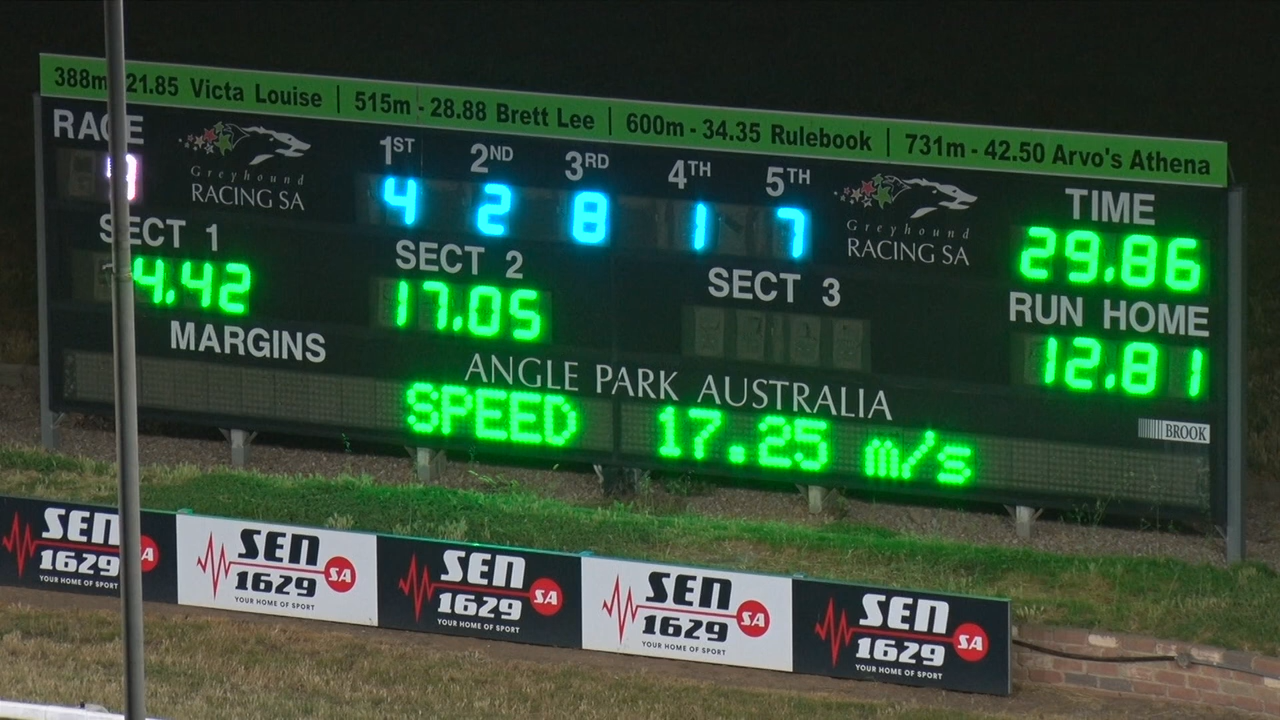 388m 21.85 Victa Louise | 515m - 28.88 Brett Lee | 600m - 34.35 Rulebook | 731m - 42.50 Arvo's Athena
RACE
Greyhound
RACING SA
1ST 2ND 3RD 4TH 5TH
4 2 8 1 7
Greyhound
RACING SA
TIME
29.86
SECT 1
4.42
SECT 2
17.05
SECT 3
RUN HOME
12.81
MARGINS
ANGLE PARK AUSTRALIA
SPEED 17.25 m/s
BROOK
SEN
1629
A
YOUR HOME OF SPORT
SEN
1629
SA
YOUR HOME OF SPORT
SEN
1629
SA
YOUR HOME OF SPORT
SEN
1629
SA
YOUR HOME OF SPORT
SEN
1629
SA
YOUR HOME OF SPORT